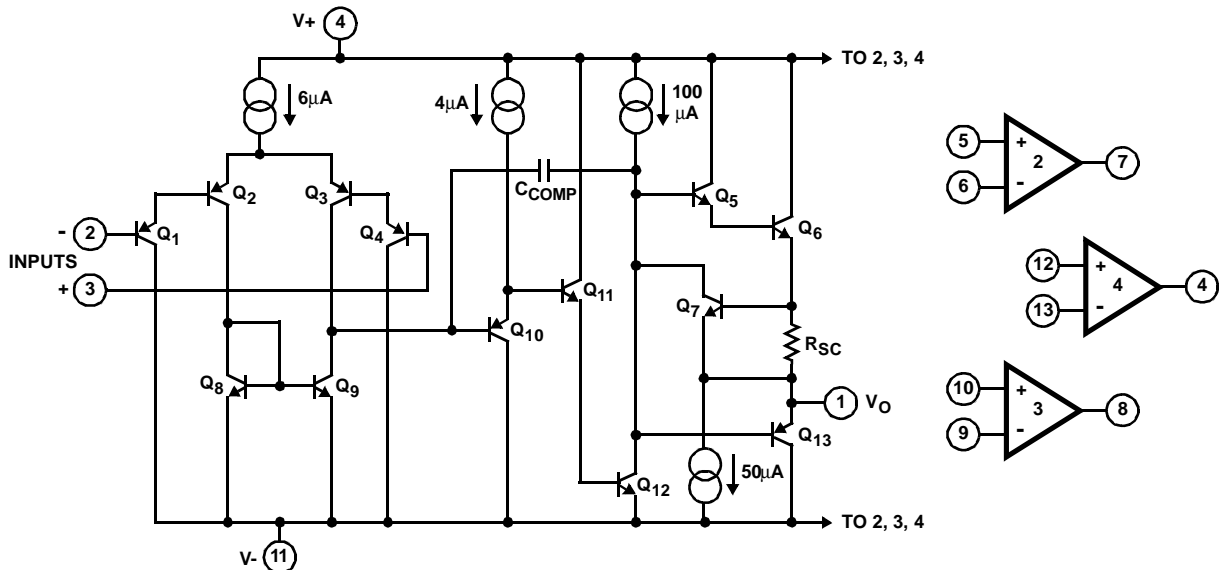 V+ 4
TO 2, 3, 4
6µA
4µA
100
µA
5 + 2 7
6 -
CCOMP
Q2
Q3
Q5
- 2 Q1
Q4
Q6
INPUTS
+ 3
12 + 4 4
13 -
Q11
Q7
Q10
RSC
Q8
Q9
1 VO
10 + 3 8
9 -
Q13
50µA
Q12
TO 2, 3, 4
V- 11